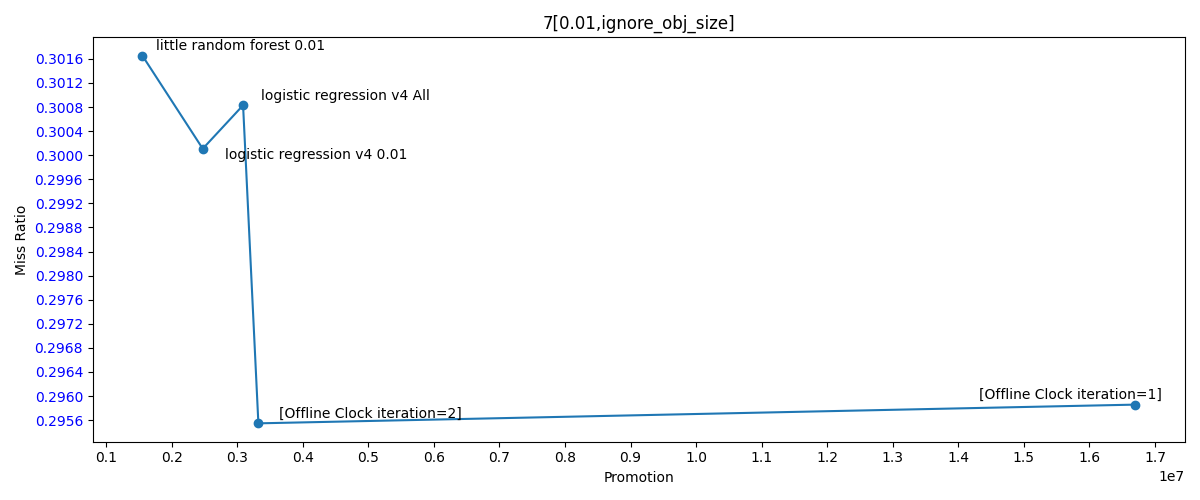 7[0.01,ignore_obj_size]
little random forest 0.01
logistic regression v4 All
logistic regression v4 0.01
[Offline Clock iteration=2]
[Offline Clock iteration=1]
Miss Ratio
0.3016
0.3012
0.3008
0.3004
0.3000
0.2996
0.2992
0.2988
0.2984
0.2980
0.2976
0.2972
0.2968
0.2964
0.2960
0.2956
0.1 0.2 0.3 0.4 0.5 0.6 0.7 0.8 0.9 1.0 1.1 1.2 1.3 1.4 1.5 1.6 1.7
Promotion
1e7